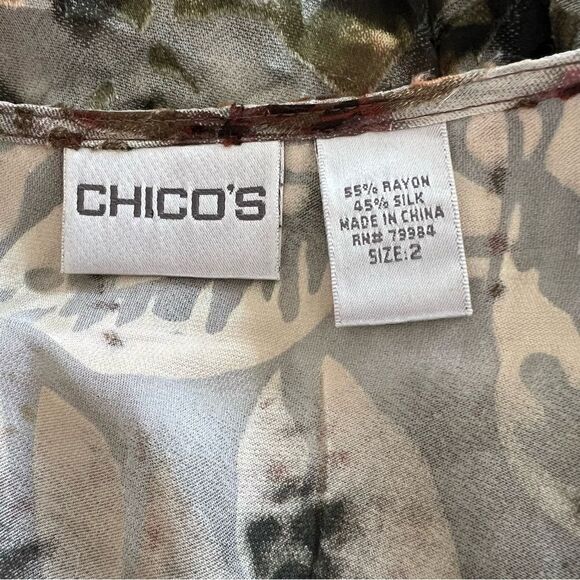 CHICO'S
55% RAYON
45% SILK
MADE IN CHINA
RN# 79984
SIZE: 2